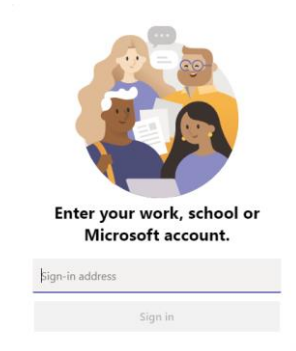 Enter your work, school or
Microsoft account.
Sign-in address
Sign in